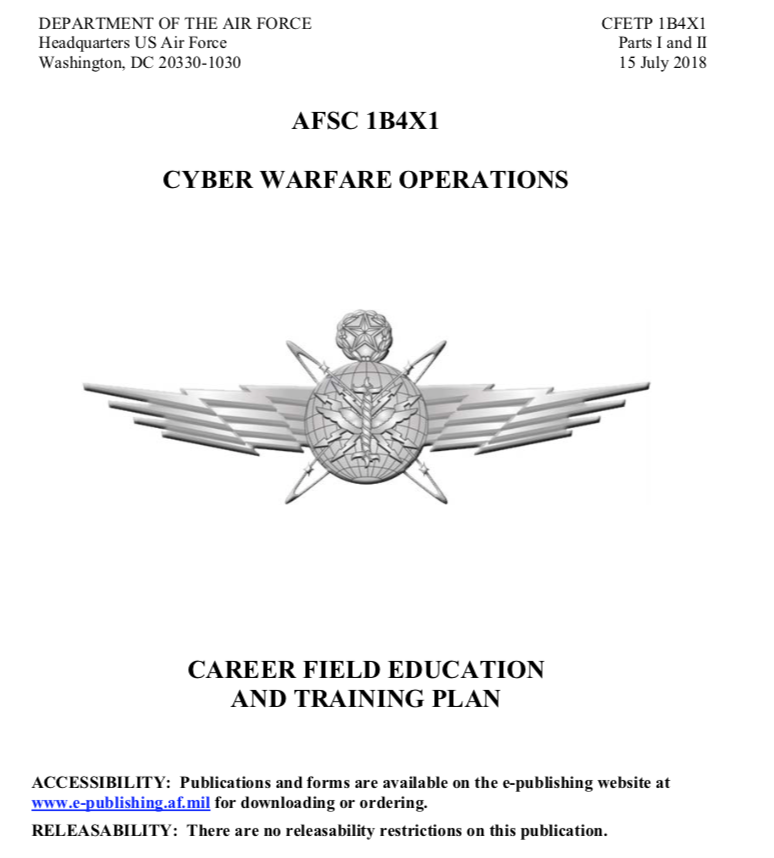 DEPARTMENT OF THE AIR FORCE
Headquarters US Air Force
Washington, DC 20330-1030
CFETP 1B4X1
Parts I and II
15 July 2018
AFSC 1B4X1
CYBER WARFARE OPERATIONS
CAREER FIELD EDUCATION
AND TRAINING PLAN
ACCESSIBILITY: Publications and forms are available on the e-publishing website at
www.e-publishing.af.mil for downloading or ordering.
RELEASABILITY: There are no releasability restrictions on this publication.